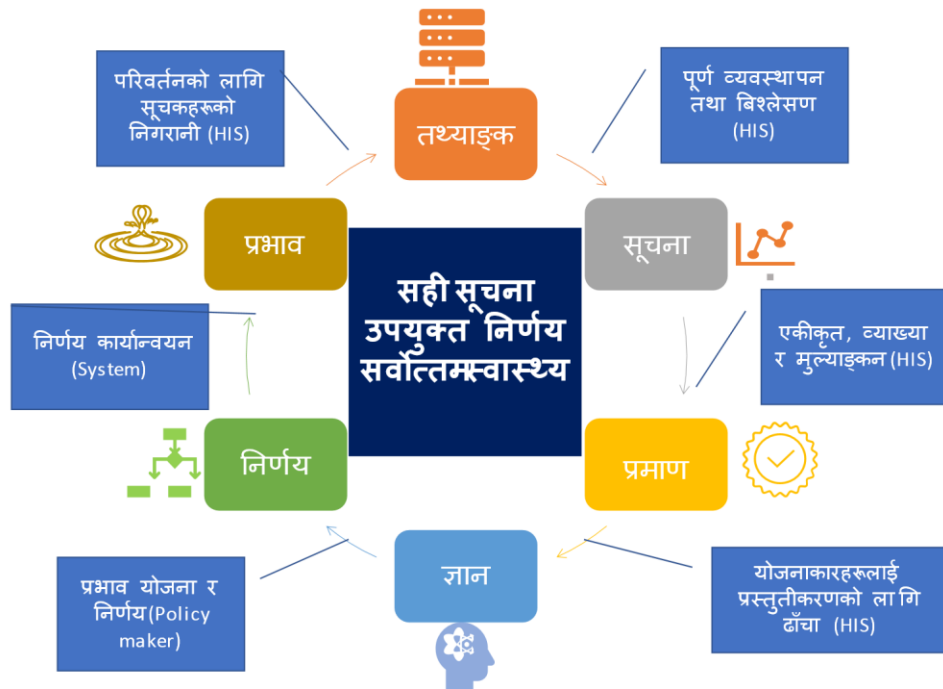 परिवर्तनको लागि
सूचकहरूको
निगरानी (HIS)
तथ्याङ्क
पूर्ण व्यवस्थापन
तथा बिश्लेसण
(HIS)
प्रभाव
सूचना
सही सूचना
उपयुक्त निर्णय
सर्वोत्तमस्वास्थ्य
निर्णय कार्यान्वयन
(System)
एकीकृत, व्याख्या
र मुल्याङ्कन (HIS)
निर्णय
प्रमाण
ज्ञान
प्रभाव योजना र
निर्णय(Policy
maker)
योजनाकारहरूलाई
प्रस्तुतीकरणको लागि
ढाँचा (HIS)